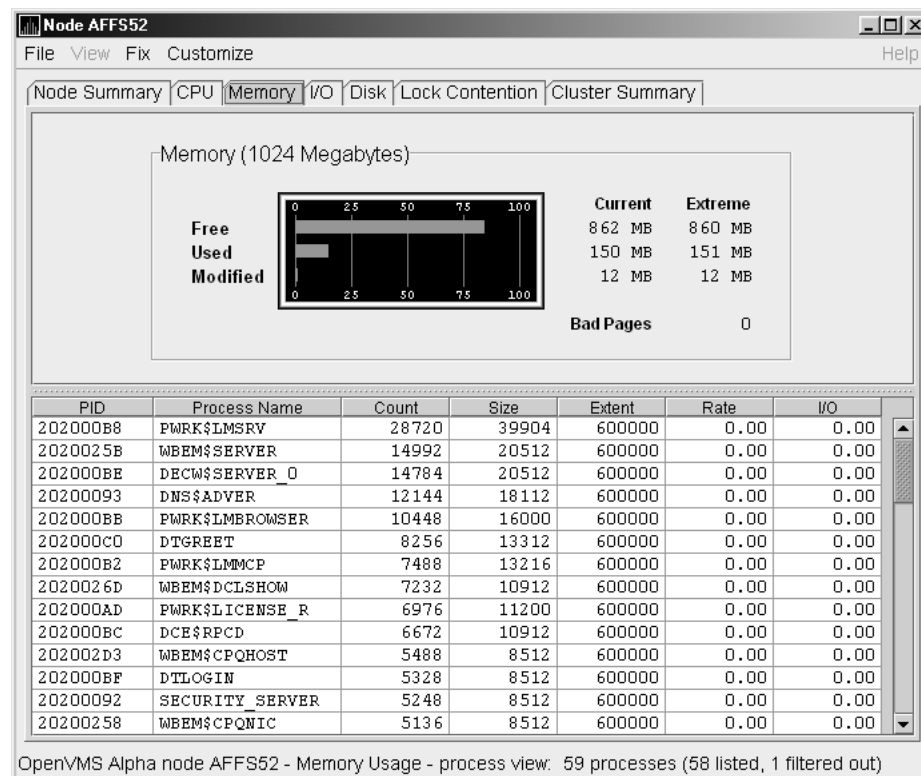 Node AFFS52
File View Fix Customize Help
Node Summary CPU Memory I/O Disk Lock Contention Cluster Summary
Memory (1024 Megabytes)
0 25 50 75 100
Current Extreme
Free 862 MB 860 MB
Used 150 MB 151 MB
Modified 12 MB 12 MB
0 25 50 75 100
Bad Pages 0
PID Process Name Count Size Extent Rate I/O
202000B8 PWRK$LMSRV 28720 39904 600000 0.00 0.00
2020025B WBEM$SERVER 14992 20512 600000 0.00 0.00
202000BE DECW$SERVER_0 14784 20512 600000 0.00 0.00
20200093 DNS$ADVER 12144 18112 600000 0.00 0.00
202000BB PWRK$LMBROWSER 10448 16000 600000 0.00 0.00
202000C0 DTGREET 8256 13312 600000 0.00 0.00
202000B2 PWRK$LMMCP 7488 13216 600000 0.00 0.00
2020026D WBEM$DCLSHOW 7232 10912 600000 0.00 0.00
202000AD PWRK$LICENSE_R 6976 11200 600000 0.00 0.00
202000BC DCE$RPCD 6672 10912 600000 0.00 0.00
202002D3 WBEM$CPQHOST 5488 8512 600000 0.00 0.00
202000BF DTLOGIN 5328 8512 600000 0.00 0.00
20200092 SECURITY_SERVER 5248 8512 600000 0.00 0.00
20200258 WBEM$CPQNIC 5136 8512 600000 0.00 0.00
OpenVMS Alpha node AFFS52 - Memory Usage - process view: 59 processes (58 listed, 1 filtered out)